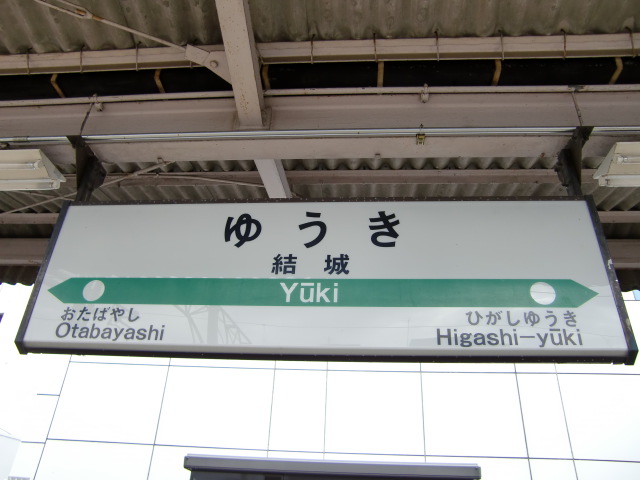 ゆうき
結城
Yūki
おたばやし
Otabayashi
ひがしゆうき
Higashi-yūki